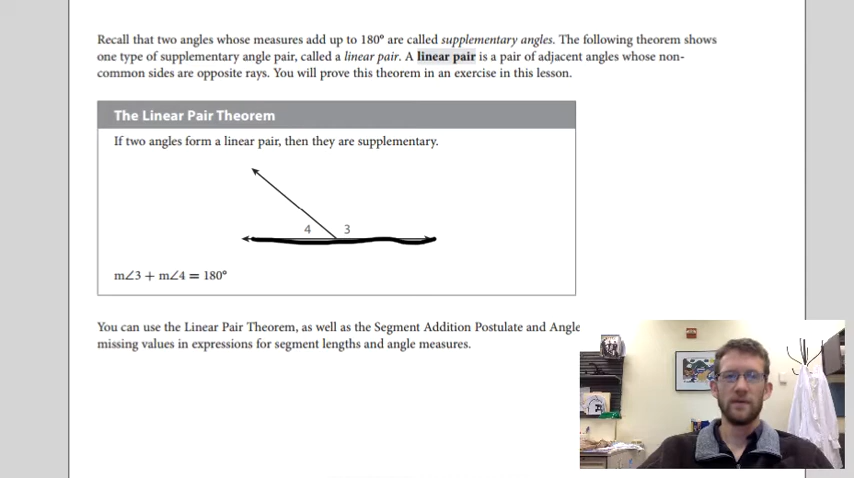 Recall that two angles whose measures add up to 180° are called supplementary angles. The following theorem shows
one type of supplementary angle pair, called a linear pair. A linear pair is a pair of adjacent angles whose non-
common sides are opposite rays. You will prove this theorem in an exercise in this lesson.
The Linear Pair Theorem
If two angles form a linear pair, then they are supplementary.
4 3
m∠3 + m∠4 = 180°
You can use the Linear Pair Theorem, as well as the Segment Addition Postulate and Angle
missing values in expressions for segment lengths and angle measures.